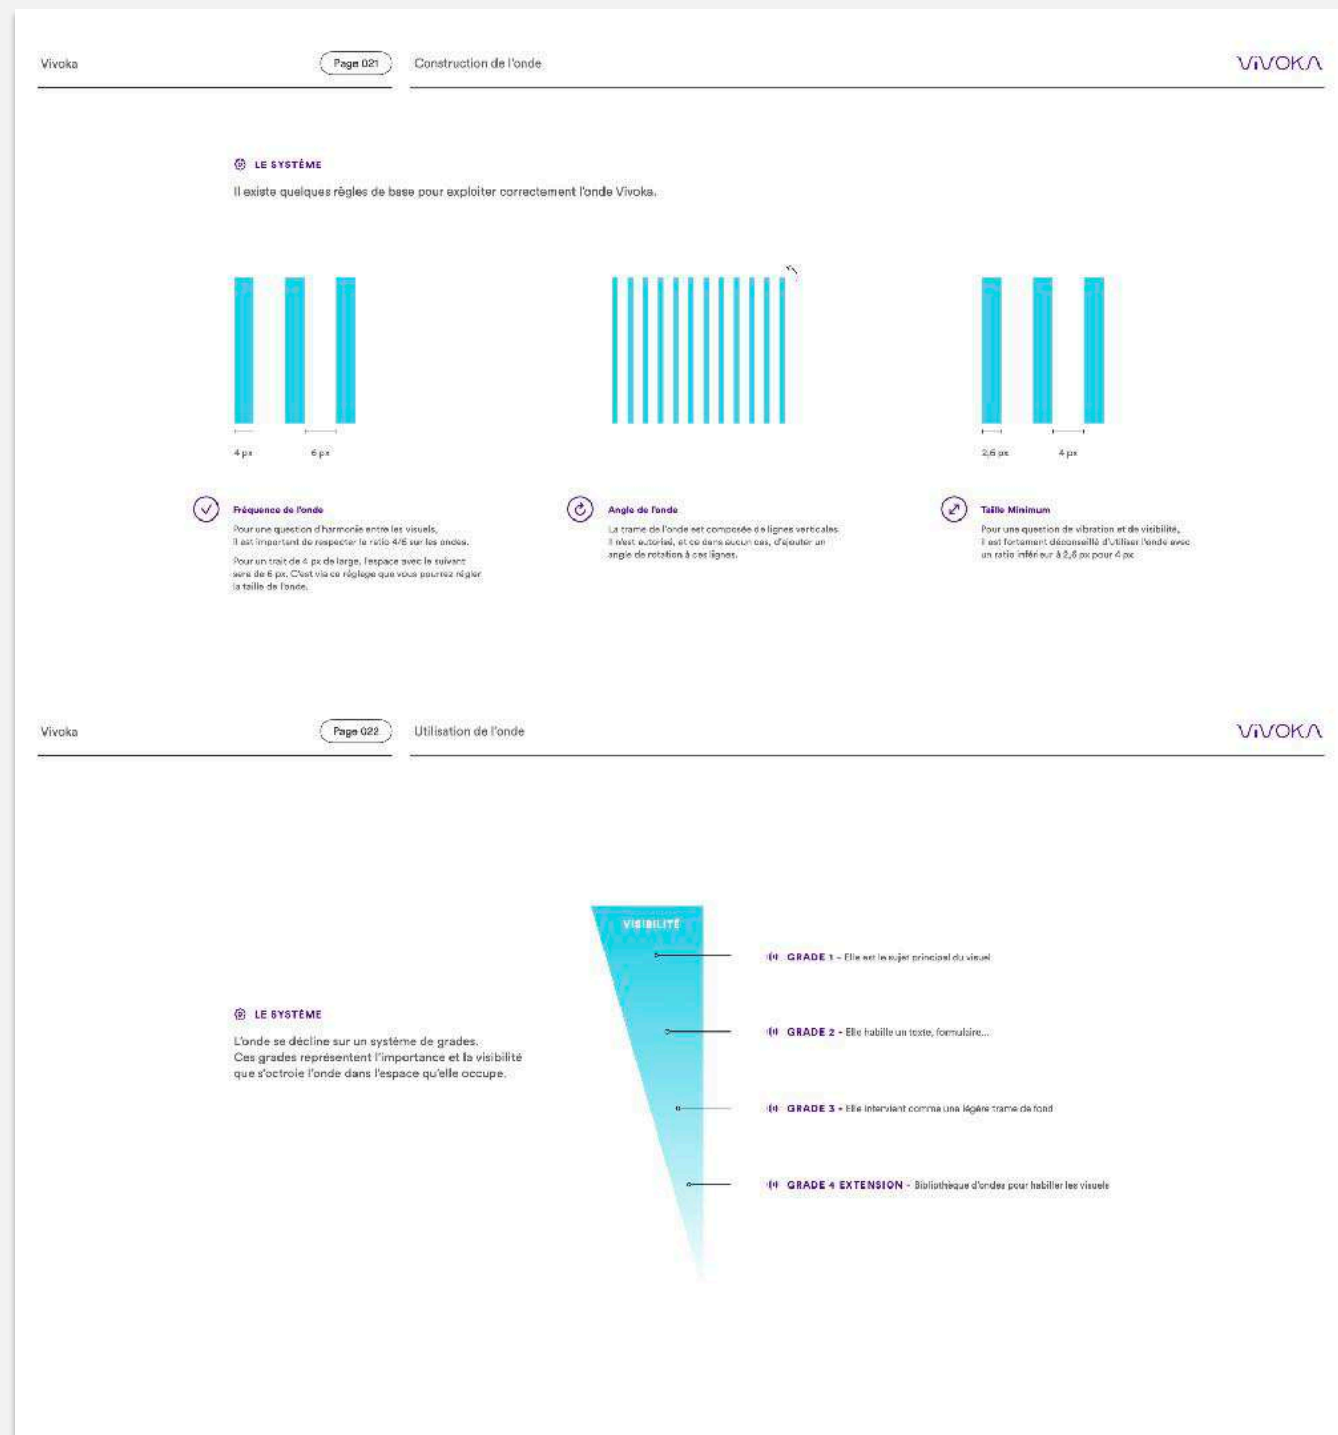 Vivoka
Page 021
Construction de l'onde
ViVOKA
LE SYSTÈME
Il existe quelques règles de base pour exploiter correctement l'onde Vivoka.
4 px
6 px
2,6 px
4 px
Fréquence de l'onde
Pour une question d'harmonie entre les visuels,
il est important de respecter le ratio 4/6 sur les ondes.
Pour un trait de 4 px de large, l'espace avec le suivant
sera de 6 px. C'est via ce réglage que vous pourrez régler
la taille de l'onde.
Angle de l'onde
La trame de l'onde est composée de lignes verticales.
Il n'est autorisé, et ce dans aucun cas, d'ajouter un
angle de rotation à ces lignes.
Taille Minimum
Pour une question de vibration et de visibilité,
il est fortement déconseillé d'utiliser l'onde avec
un ratio inférieur à 2,6 px pour 4 px
Vivoka
Page 022
Utilisation de l'onde
ViVOKA
VISIBILITÉ
GRADE 1 - Elle est le sujet principal du visuel
GRADE 2 - Elle habille un texte, formulaire...
LE SYSTÈME
L'onde se décline sur un système de grades.
Ces grades représentent l'importance et la visibilité
que s'octroie l'onde dans l'espace qu'elle occupe.
GRADE 3 - Elle intervient comme une légère trame de fond
GRADE 4 EXTENSION - Bibliothèque d'ondes pour habiller les visuels